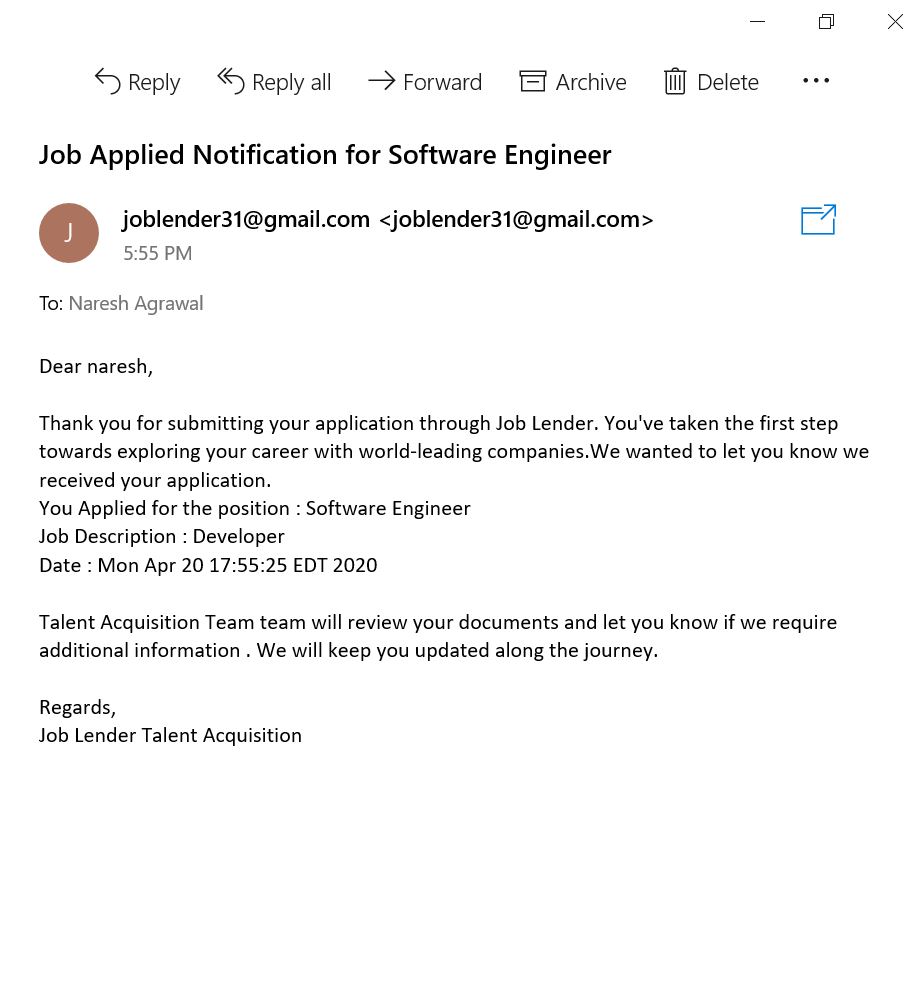 Reply Reply all Forward Archive Delete
Job Applied Notification for Software Engineer
J
joblender31@gmail.com <joblender31@gmail.com>
5:55 PM
To: Naresh Agrawal
Dear naresh,
Thank you for submitting your application through Job Lender. You've taken the first step
towards exploring your career with world-leading companies.We wanted to let you know we
received your application.
You Applied for the position : Software Engineer
Job Description : Developer
Date : Mon Apr 20 17:55:25 EDT 2020
Talent Acquisition Team team will review your documents and let you know if we require
additional information . We will keep you updated along the journey.
Regards,
Job Lender Talent Acquisition